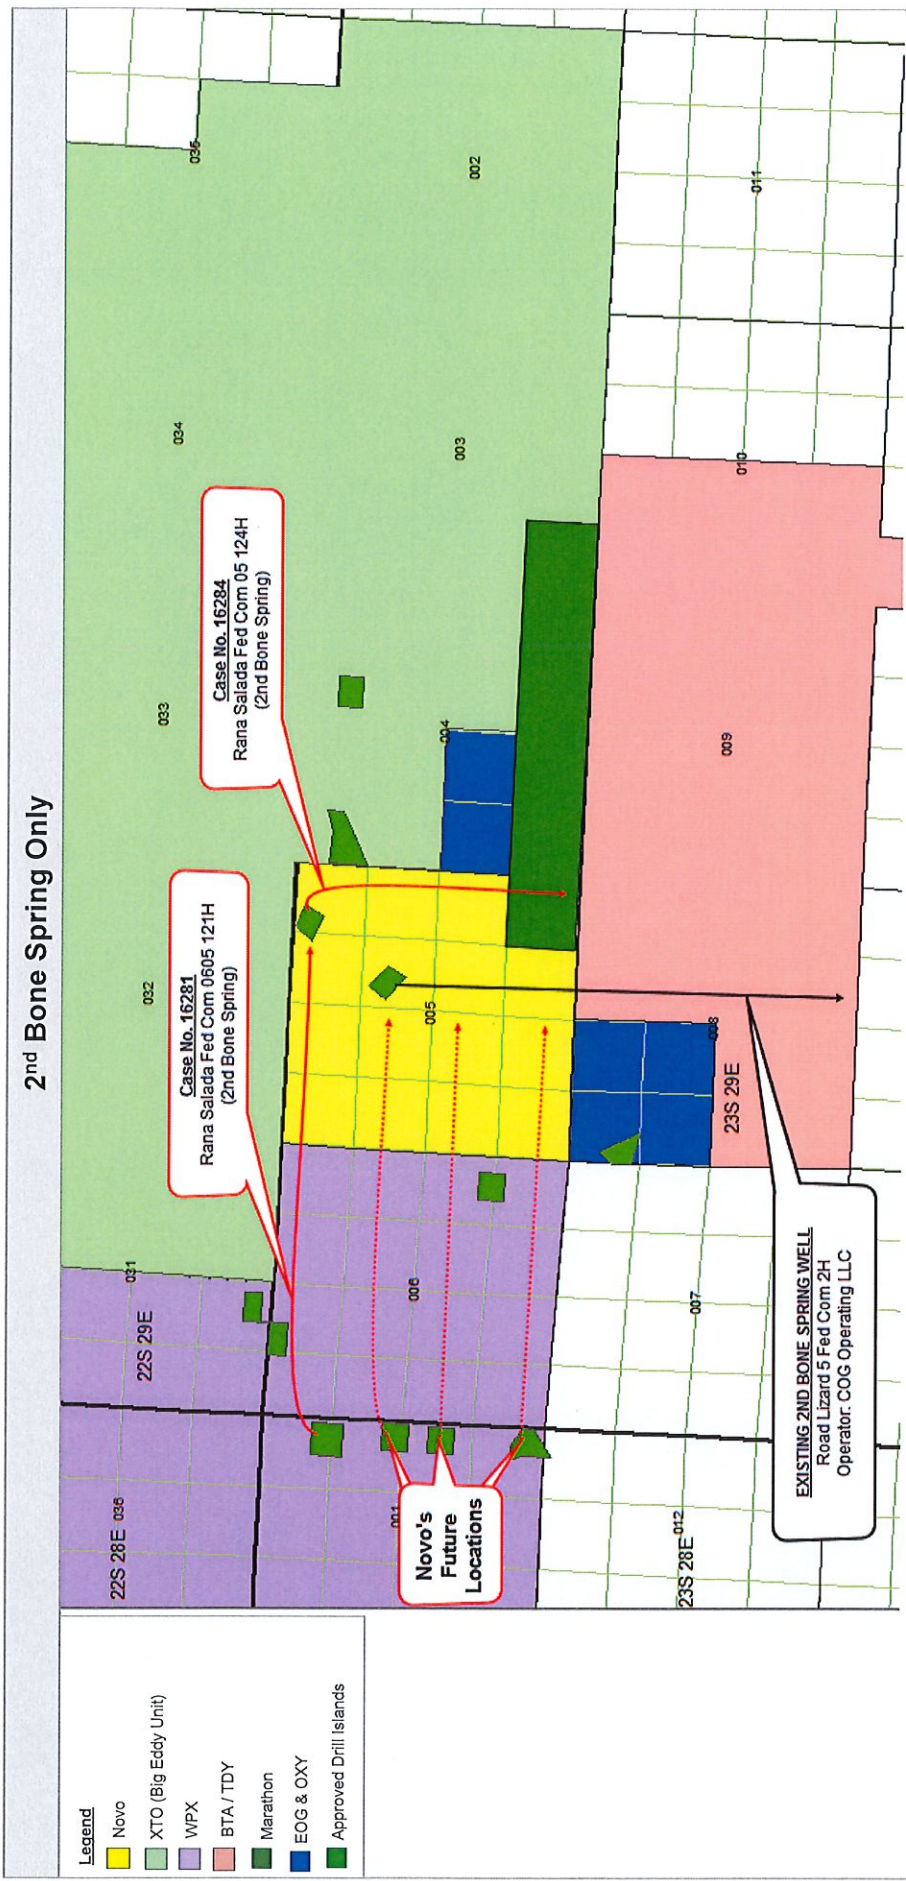 2nd Bone Spring Only
Legend
Novo
XTO (Big Eddy Unit)
WPX
BTA / TDY
Marathon
EOG & OXY
Approved Drill Islands
22S 28E
036
22S 29E
031
032
033
034
035
Case No. 16281
Rana Salada Fed Com 0605 121H
(2nd Bone Spring)
Case No. 16284
Rana Salada Fed Com 05 124H
(2nd Bone Spring)
001
006
005
004
003
002
Novo's
Future
Locations
23S 28E
012
007
23S 29E
008
009
010
011
EXISTING 2ND BONE SPRING WELL
Road Lizard 5 Fed Com 2H
Operator: COG Operating LLC